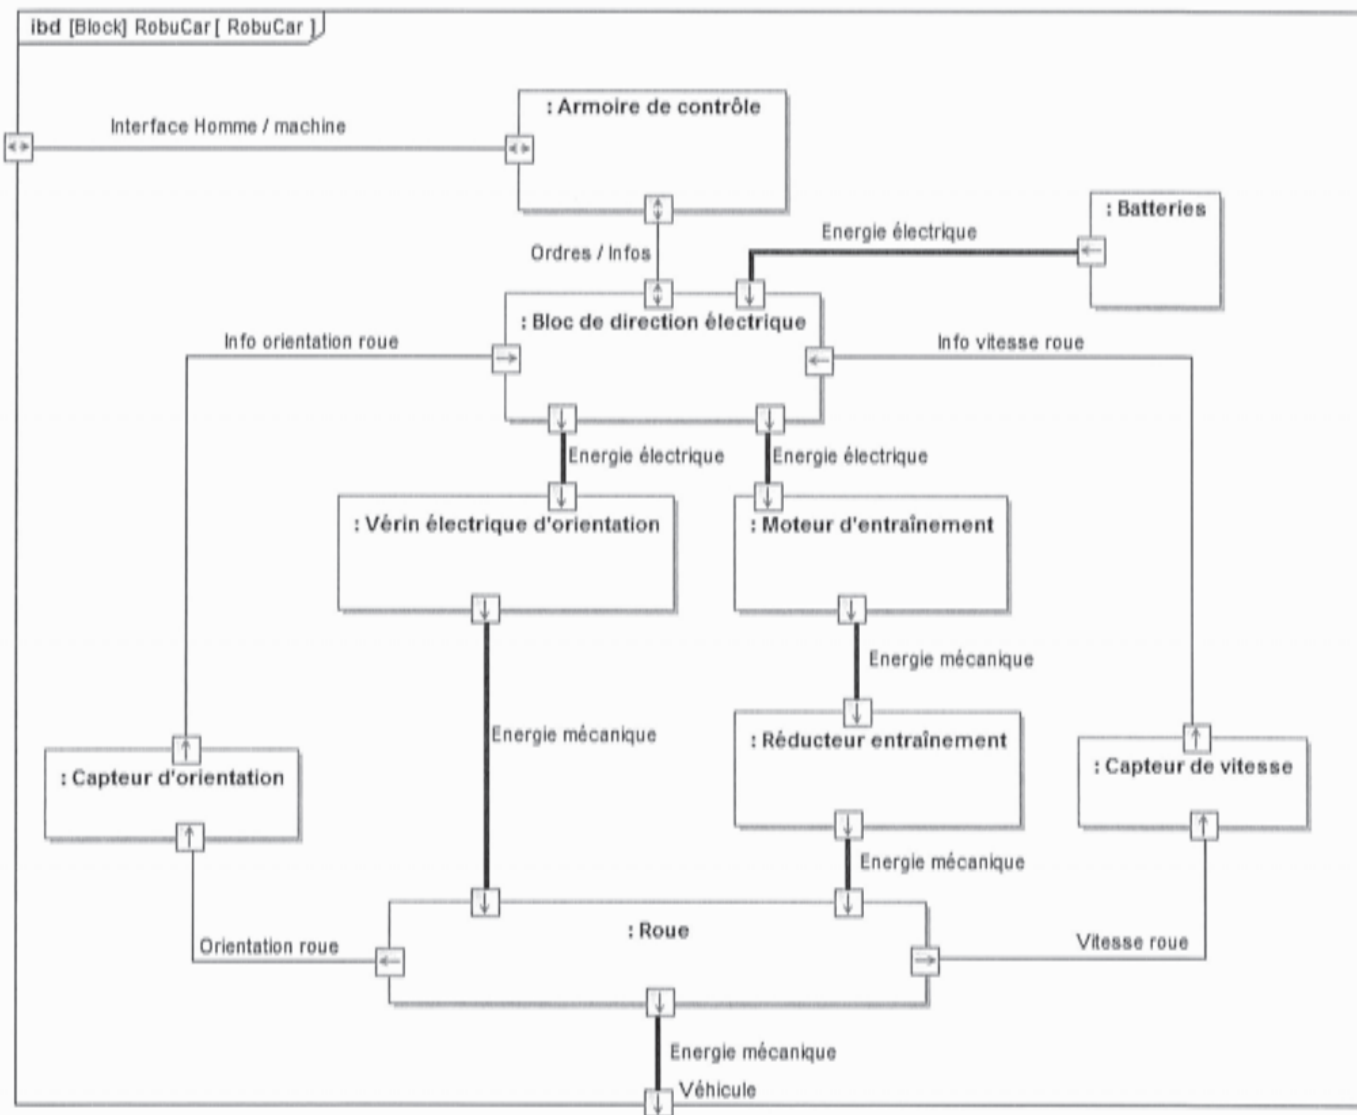 ibd [Block] RobuCar [ RobuCar ]
: Armoire de contrôle
Interface Homme / machine
: Batteries
Energie électrique
Ordres / Infos
: Bloc de direction électrique
Info orientation roue
Info vitesse roue
Energie électrique
Energie électrique
: Vérin électrique d'orientation
: Moteur d'entraînement
Energie mécanique
Energie mécanique
: Réducteur entraînement
: Capteur d'orientation
: Capteur de vitesse
Energie mécanique
: Roue
Orientation roue
Vitesse roue
Energie mécanique
Véhicule